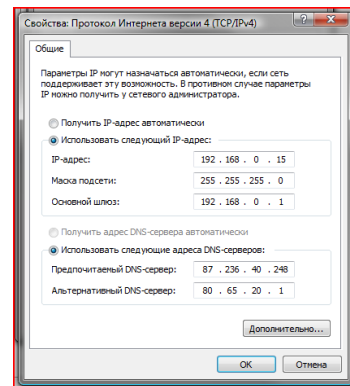 Свойства: Протокол Интернета версии 4 (TCP/IPv4)
Общие
Параметры IP могут назначаться автоматически, если сеть
поддерживает эту возможность. В противном случае параметры
IP можно получить у сетевого администратора.
Получить IP-адрес автоматически
Использовать следующий IP-адрес:
IP-адрес: 192 . 168 . 0 . 15
Маска подсети: 255 . 255 . 255 . 0
Основной шлюз: 192 . 168 . 0 . 1
Получить адрес DNS-сервера автоматически
Использовать следующие адреса DNS-серверов:
Предпочитаемый DNS-сервер: 87 . 236 . 40 . 248
Альтернативный DNS-сервер: 80 . 65 . 20 . 1
Дополнительно...
OK Отмена